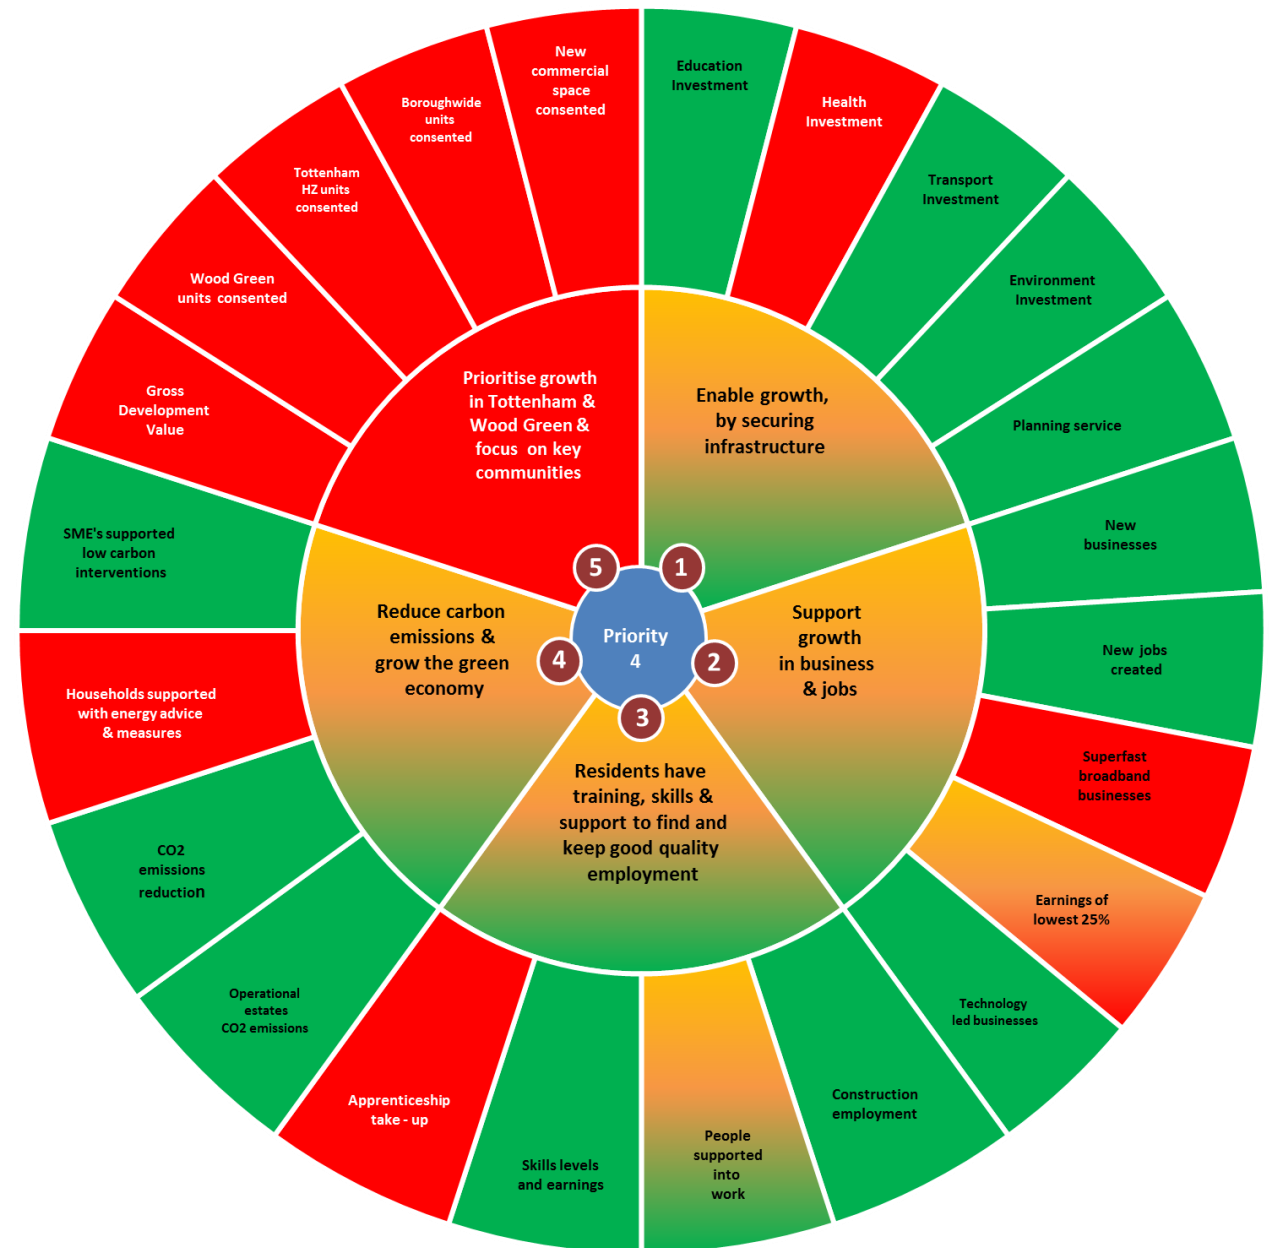 New
commercial
space
consented
Education
Investment
Health
Investment
Transport
Investment
Environment
Investment
Planning service
New
businesses
New jobs
created
Superfast
broadband
businesses
Earnings of
lowest 25%
Technology
led businesses
Construction
employment
People
supported
into
work
Skills levels
and earnings
Apprenticeship
take - up
Operational
estates
CO2 emissions
CO2
emissions
reduction
Households supported
with energy advice
& measures
SME's supported
low carbon
interventions
Gross
Development
Value
Wood Green
units consented
Tottenham
HZ units
consented
Boroughwide
units
consented
Prioritise growth
in Tottenham &
Wood Green &
focus on key
communities
Enable growth,
by securing
infrastructure
Support
growth
in business
& jobs
Residents have
training, skills &
support to find and
keep good quality
employment
Reduce carbon
emissions &
grow the green
economy
5
1
4
2
3
Priority
4